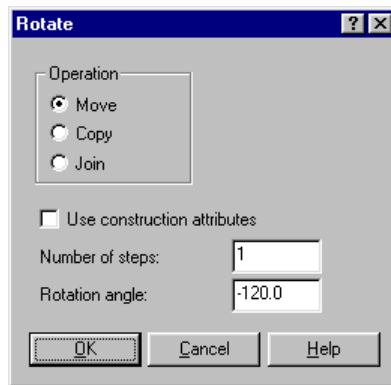 Rotate
Operation
Move
Copy
Join
Use construction attributes
Number of steps: 1
Rotation angle: -120.0
OK Cancel Help